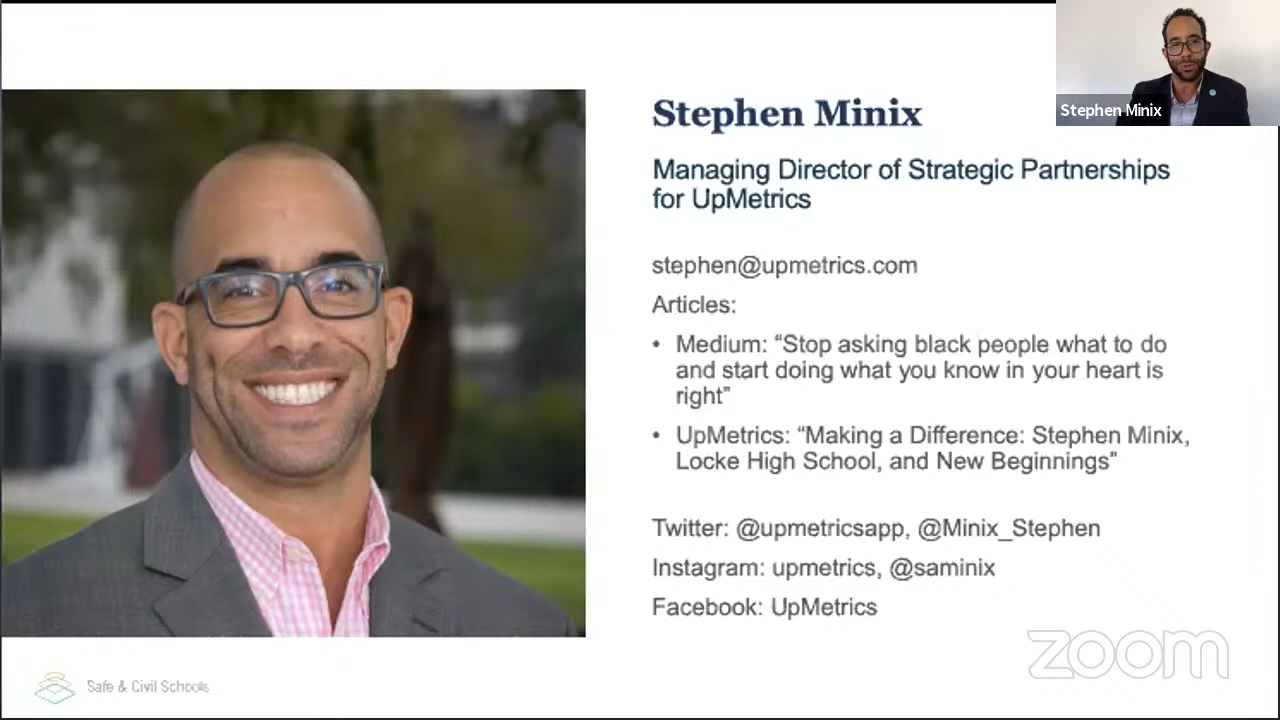 Stephen Minix
Stephen Minix
Managing Director of Strategic Partnerships
for UpMetrics
stephen@upmetrics.com
Articles:
• Medium: “Stop asking black people what to do
and start doing what you know in your heart is
right”
• UpMetrics: “Making a Difference: Stephen Minix,
Locke High School, and New Beginnings”
Twitter: @upmetricsapp, @Minix_Stephen
Instagram: upmetrics, @saminix
Facebook: UpMetrics
zoom
Safe & Civil Schools